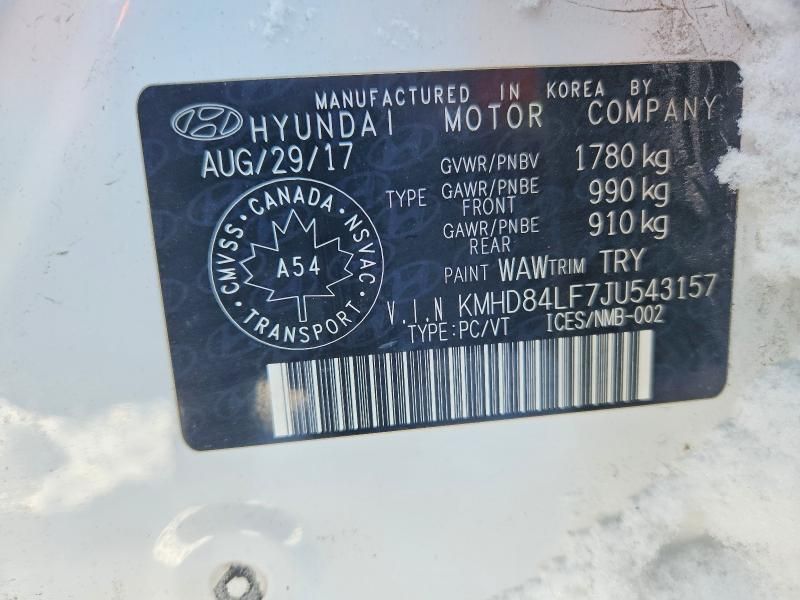 MANUFACTURED IN KOREA BY
HYUNDAI MOTOR COMPANY
AUG/29/17
GVWR/PNBV 1780 kg
TYPE GAWR/PNBE FRONT 990 kg
GAWR/PNBE REAR 910 kg
PAINT WAW TRIM TRY
CMVSS · CANADA · NSVAC · TRANSPORT ·
A54
V.I.N KMHD84LF7JU543157
TYPE:PC/VT ICES/NMB-002